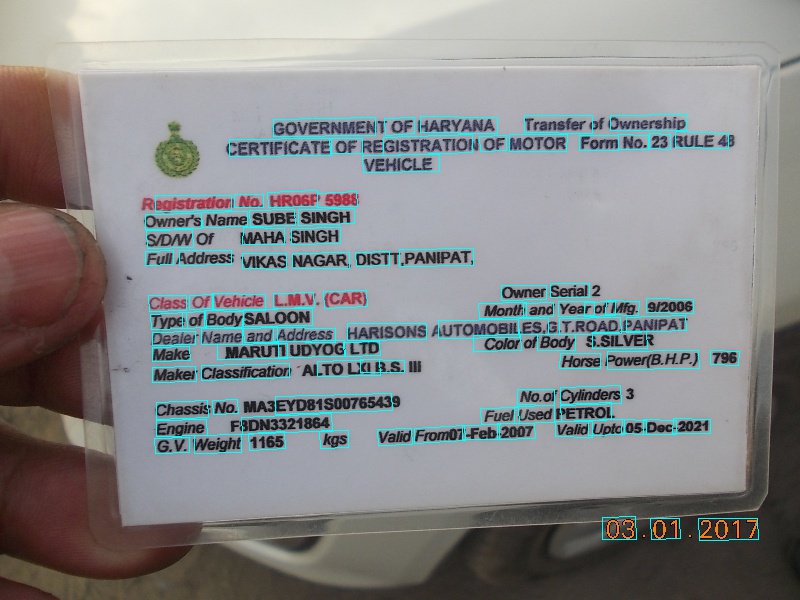 GOVERNMENT OF HARYANA Transfer of Ownership
CERTIFICATE OF REGISTRATION OF MOTOR Form No. 23 RULE 48
VEHICLE
Registration No. HR06P 5988
Owner's Name SUBE SINGH
S/D/W Of MAHA SINGH
Full Address VIKAS NAGAR, DISTT.PANIPAT,
Class Of Vehicle L.M.V. (CAR) Owner Serial 2
Type of Body SALOON Month and Year of Mfg. 9/2006
Dealer Name and Address HARISONS AUTOMOBILES,G.T.ROAD,PANIPAT
Make MARUTI UDYOG LTD Color of Body S.SILVER
Maker Classification ALTO LXI B.S. III Horse Power(B.H.P.) 796
Chassis No. MA3EYD81S00765439 No.of Cylinders 3
Engine F8DN3321864 Fuel Used PETROL
G.V. Weight 1165 kgs Valid From 07-Feb-2007 Valid Upto 05-Dec-2021
03.01.2017